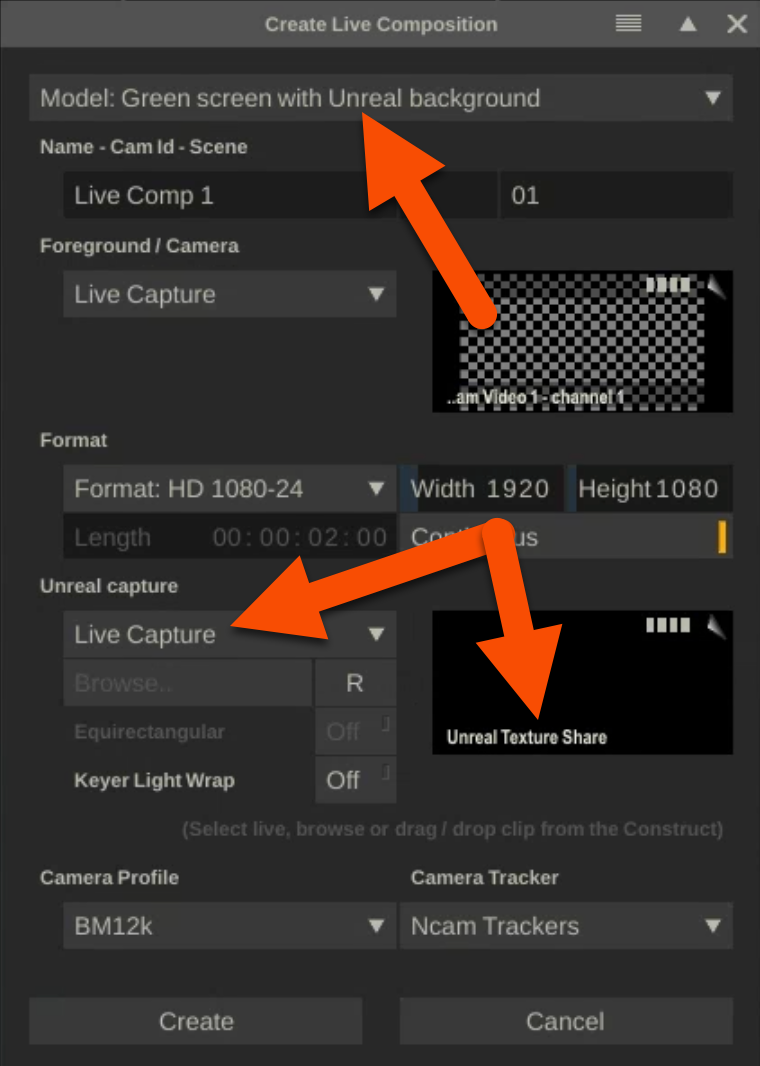 Create Live Composition
Model: Green screen with Unreal background
Name - Cam Id - Scene
Live Comp 1 01
Foreground / Camera
Live Capture
..am Video 1 - channel 1
Format
Format: HD 1080-24 Width 1920 Height 1080
Length 00:00:02:00
Unreal capture
Live Capture
Browse.. R
Equirectangular Off
Unreal Texture Share
Keyer Light Wrap Off
(Select live, browse or drag / drop clip from the Construct)
Camera Profile Camera Tracker
BM12k Ncam Trackers
Create Cancel